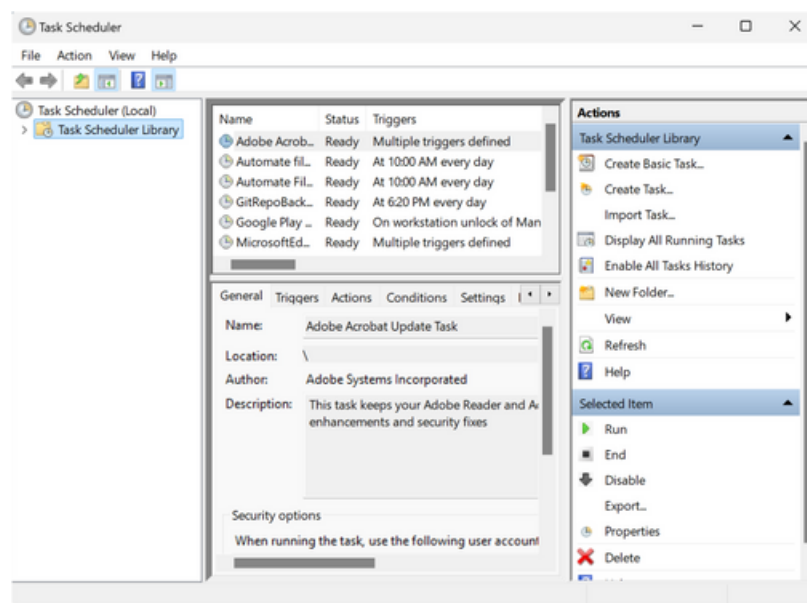 Task Scheduler
File Action View Help
Task Scheduler (Local)
Task Scheduler Library
Name Status Triggers
Adobe Acrob... Ready Multiple triggers defined
Automate fil... Ready At 10:00 AM every day
Automate Fil... Ready At 10:00 AM every day
GitRepoBack... Ready At 6:20 PM every day
Google Play ... Ready On workstation unlock of Man
MicrosoftEd... Ready Multiple triggers defined
General Triggers Actions Conditions Settings
Name: Adobe Acrobat Update Task
Location: \
Author: Adobe Systems Incorporated
Description: This task keeps your Adobe Reader and
enhancements and security fixes
Security options
When running the task, use the following user account
Actions
Task Scheduler Library
Create Basic Task...
Create Task...
Import Task...
Display All Running Tasks
Enable All Tasks History
New Folder...
View
Refresh
Help
Selected Item
Run
End
Disable
Export...
Properties
Delete